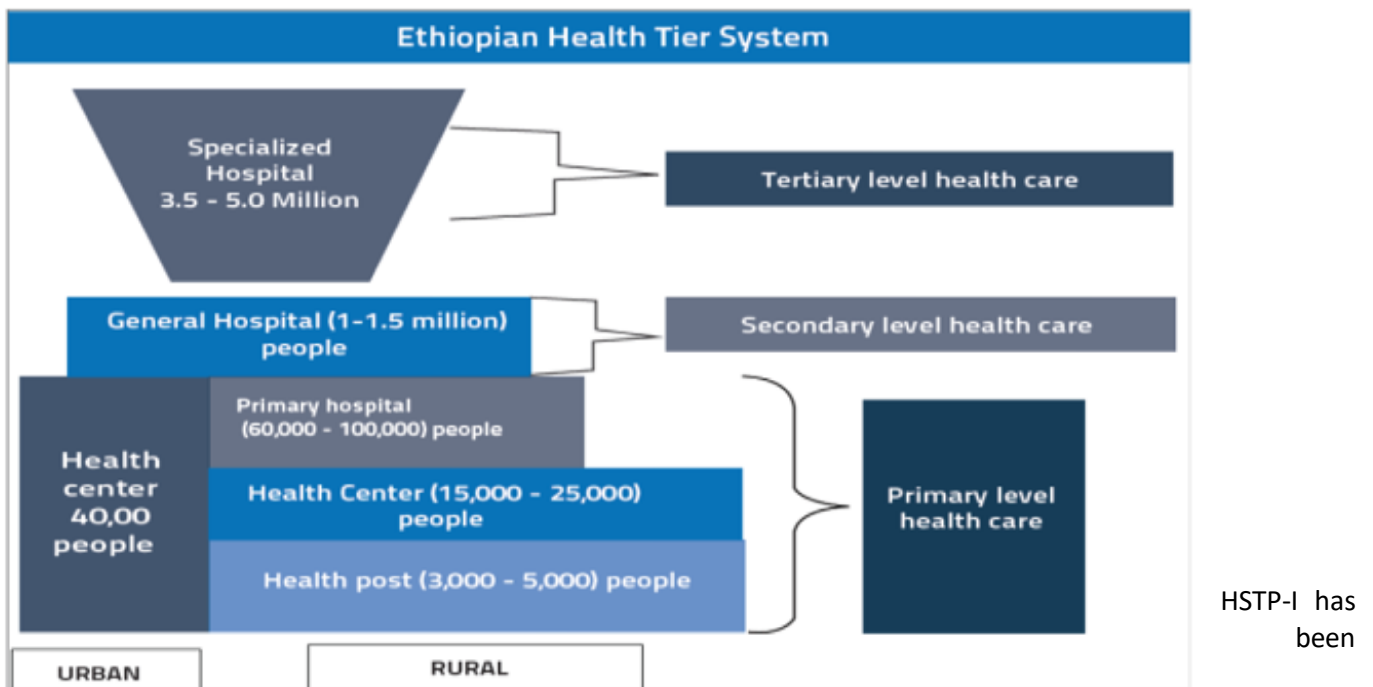 Ethiopian Health Tier System
Specialized
Hospital
3.5 - 5.0 Million
Tertiary level health care
General Hospital (1-1.5 million)
people
Secondary level health care
Health
center
40,00
people
Primary hospital
(60,000 - 100,000) people
Health Center (15,000 - 25,000)
people
Health post (3,000 - 5,000) people
Primary level
health care
URBAN
RURAL
HSTP-I has
been